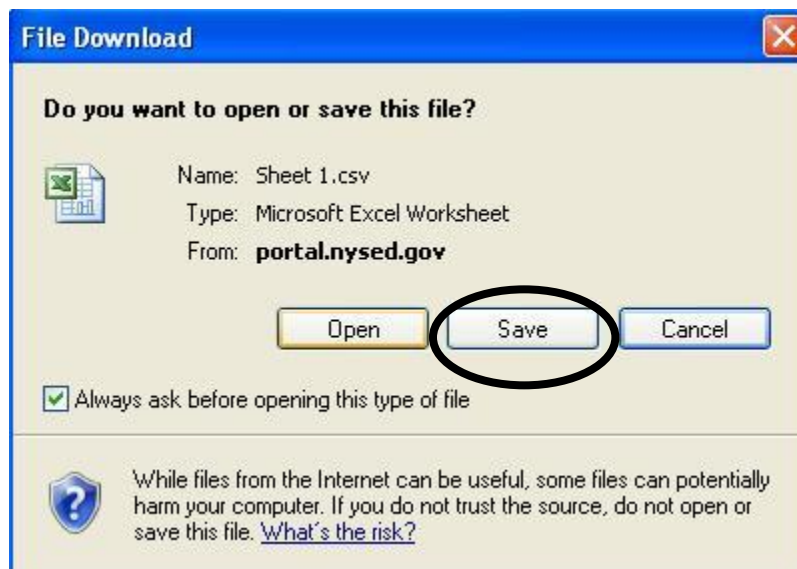 File Download
Do you want to open or save this file?
Name: Sheet 1.csv
Type: Microsoft Excel Worksheet
From: portal.nysed.gov
Open Save Cancel
Always ask before opening this type of file
While files from the Internet can be useful, some files can potentially
harm your computer. If you do not trust the source, do not open or
save this file. What's the risk?